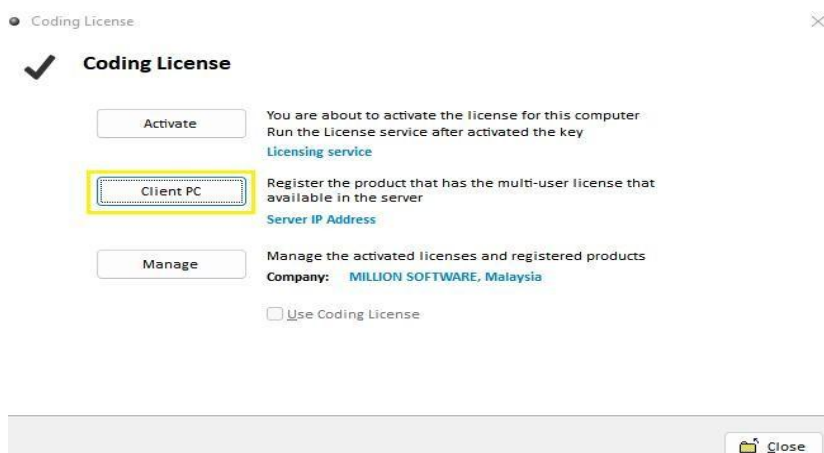 Coding License
Coding License
Activate
You are about to activate the license for this computer
Run the License service after activated the key
Licensing service
Client PC
Register the product that has the multi-user license that
available in the server
Server IP Address
Manage
Manage the activated licenses and registered products
Company: MILLION SOFTWARE, Malaysia
Use Coding License
Close